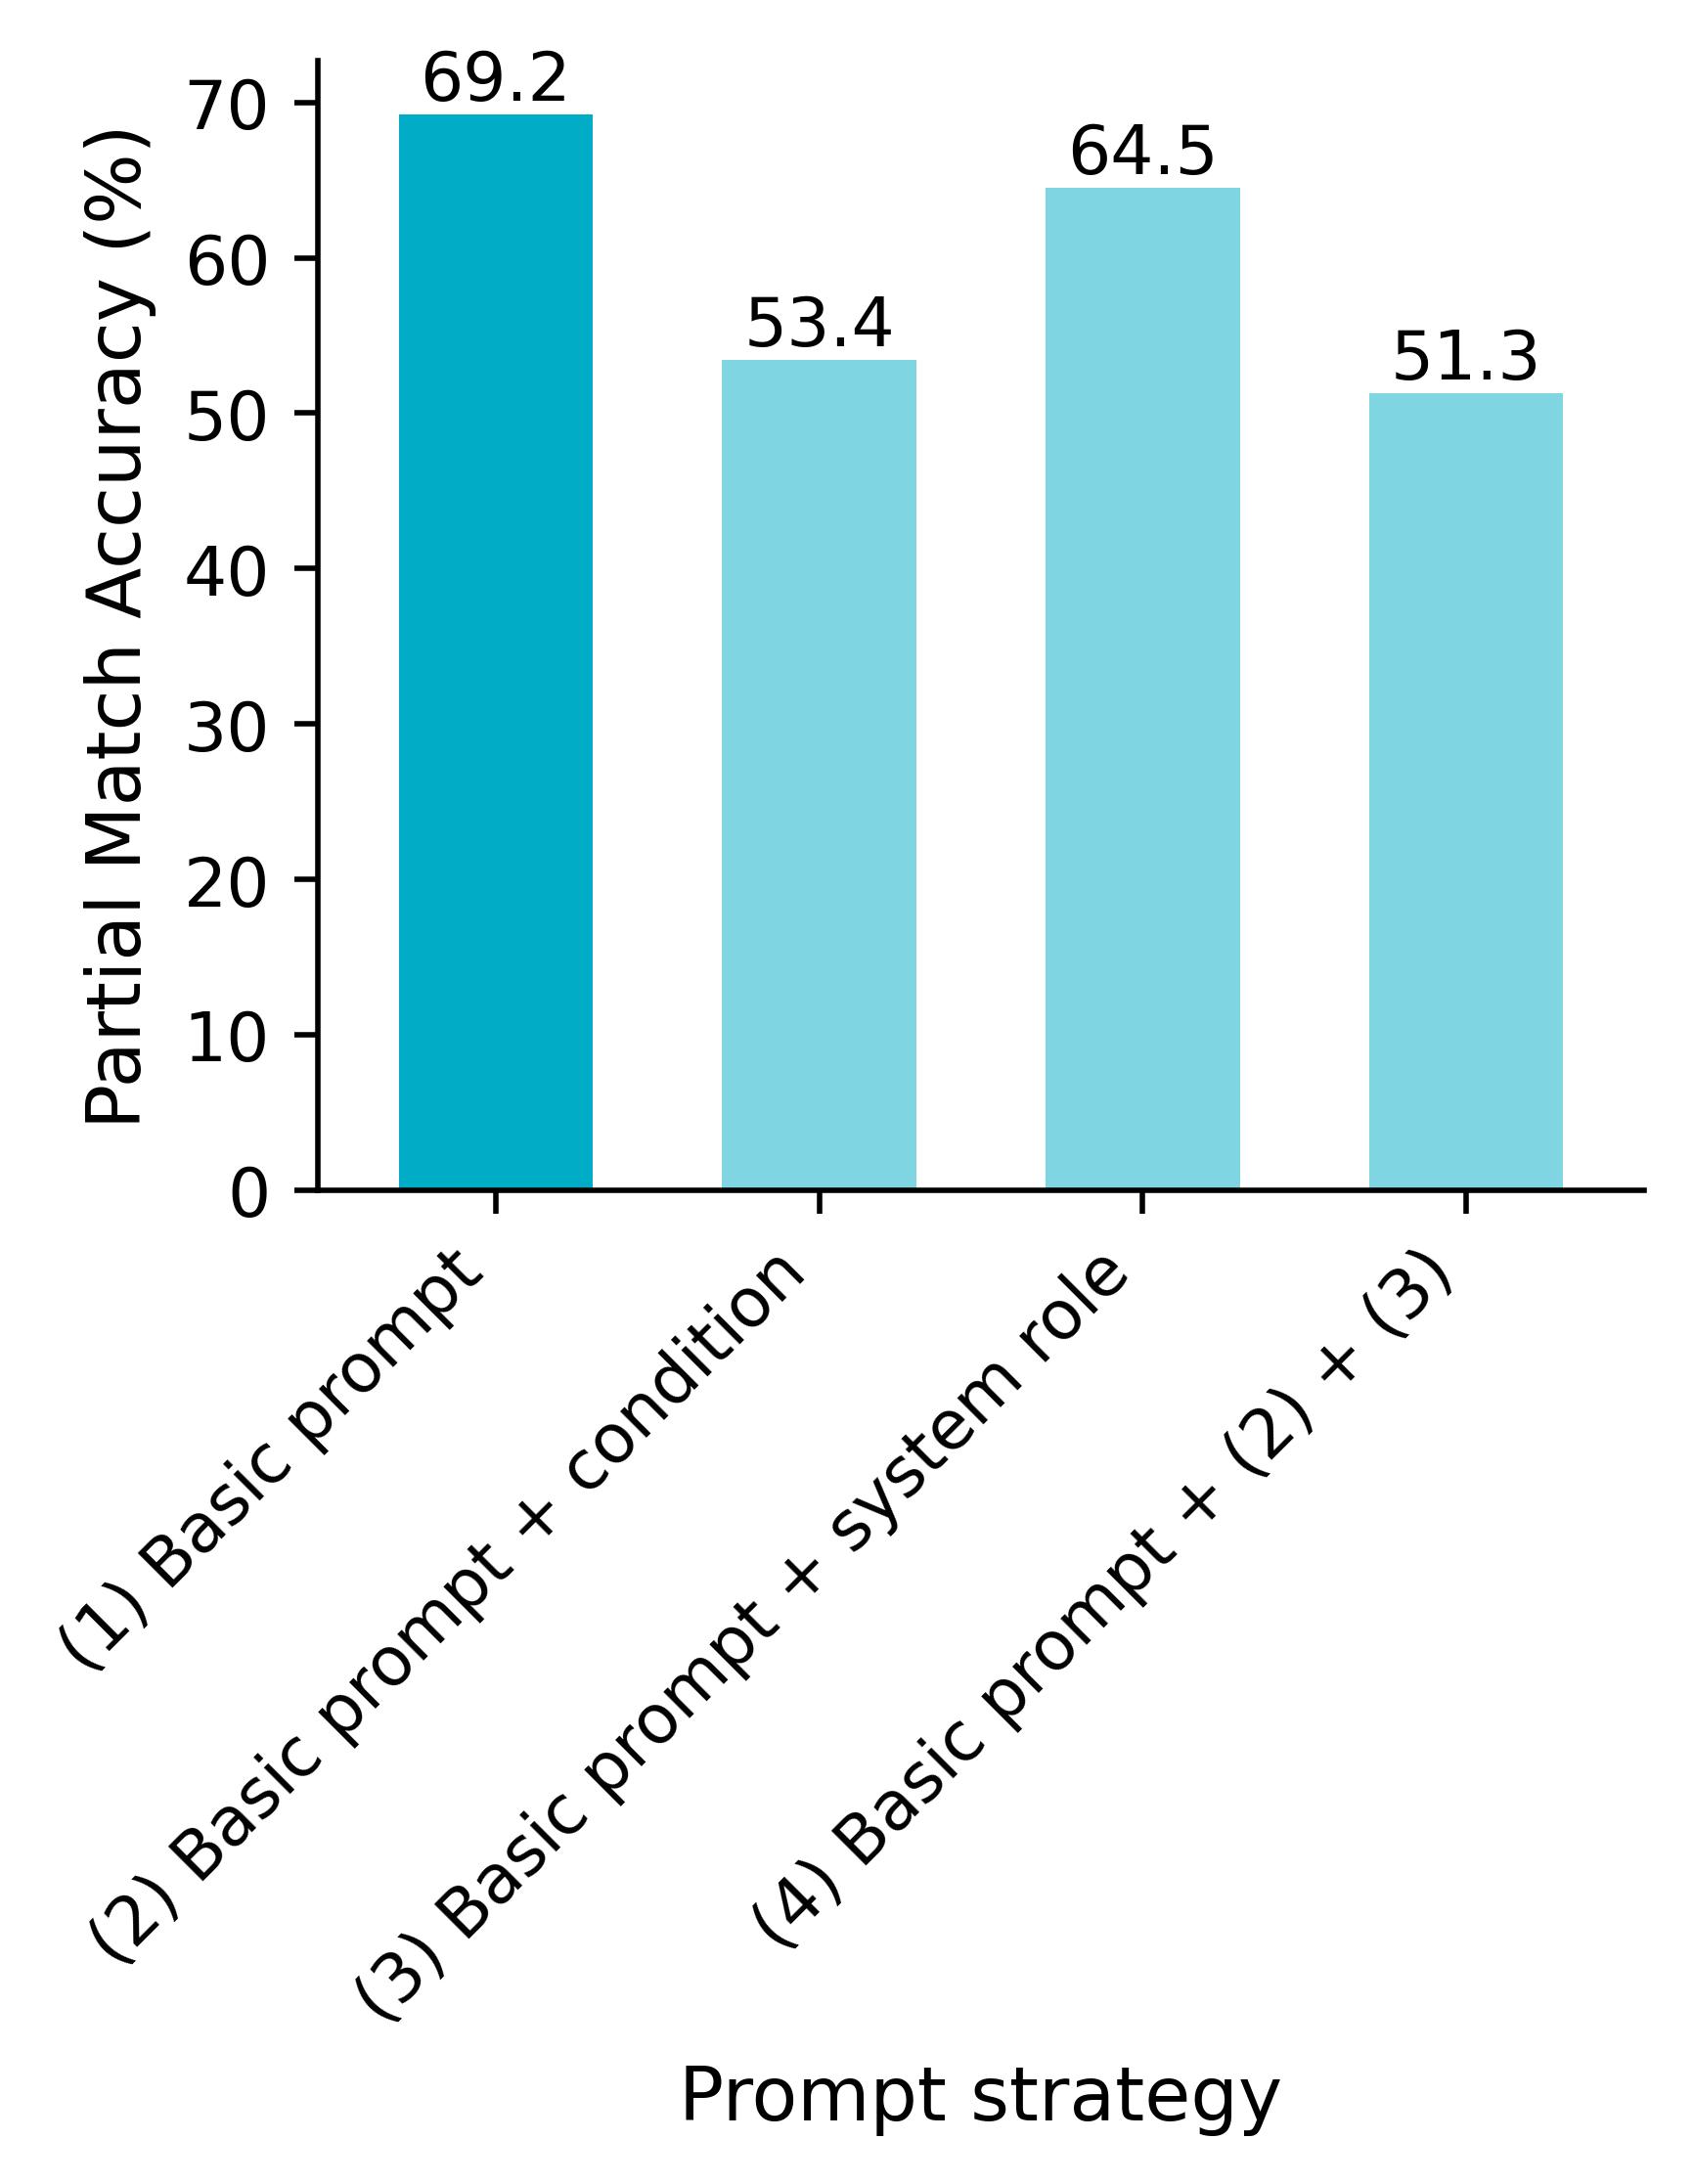 Partial Match Accuracy (%)
70
60
50
40
30
20
10
0
69.2
53.4
64.5
51.3
(1) Basic prompt
(2) Basic prompt + condition
(3) Basic prompt + system role
(4) Basic prompt + (2) + (3)
Prompt strategy